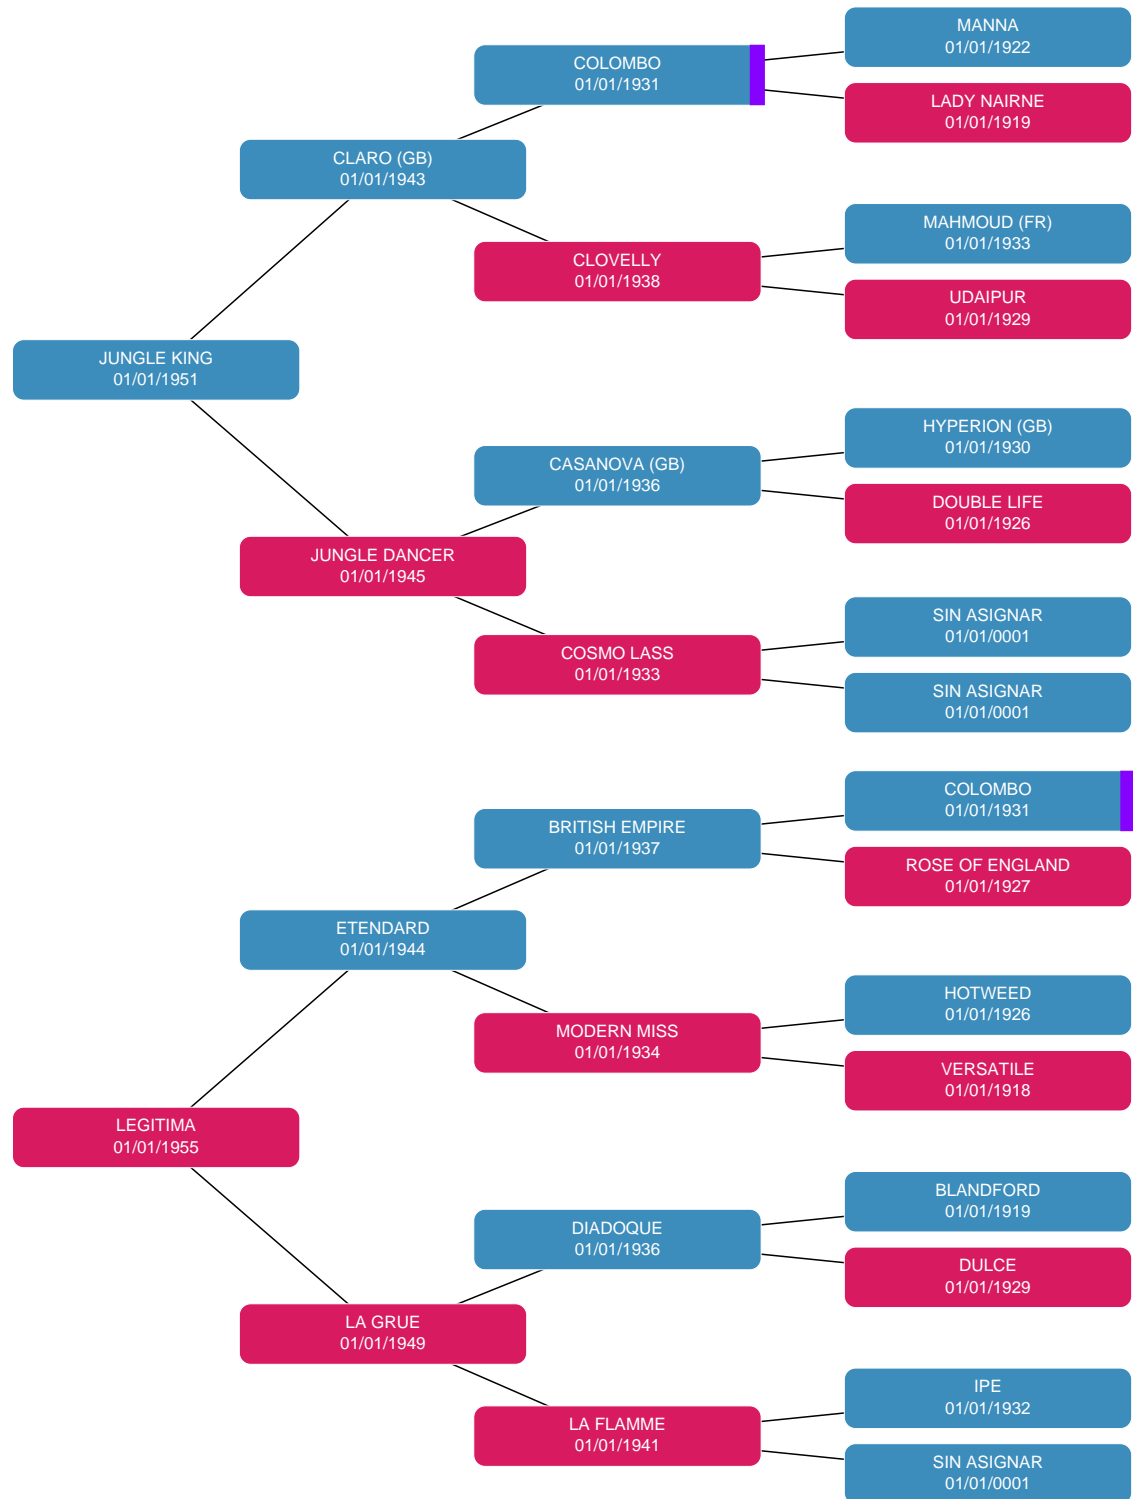 MANNA
01/01/1922
COLOMBO
01/01/1931
LADY NAIRNE
01/01/1919
CLARO (GB)
01/01/1943
MAHMOUD (FR)
01/01/1933
CLOVELLY
01/01/1938
UDAIPUR
01/01/1929
JUNGLE KING
01/01/1951
HYPERION (GB)
01/01/1930
CASANOVA (GB)
01/01/1936
DOUBLE LIFE
01/01/1926
JUNGLE DANCER
01/01/1945
SIN ASIGNAR
01/01/0001
COSMO LASS
01/01/1933
SIN ASIGNAR
01/01/0001
COLOMBO
01/01/1931
BRITISH EMPIRE
01/01/1937
ROSE OF ENGLAND
01/01/1927
ETENDARD
01/01/1944
HOTWEED
01/01/1926
MODERN MISS
01/01/1934
VERSATILE
01/01/1918
LEGITIMA
01/01/1955
BLANDFORD
01/01/1919
DIADOQUE
01/01/1936
DULCE
01/01/1929
LA GRUE
01/01/1949
IPE
01/01/1932
LA FLAMME
01/01/1941
SIN ASIGNAR
01/01/0001